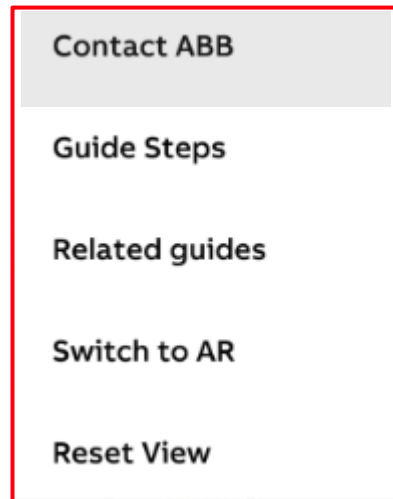 Contact ABB
Guide Steps
Related guides
Switch to AR
Reset View